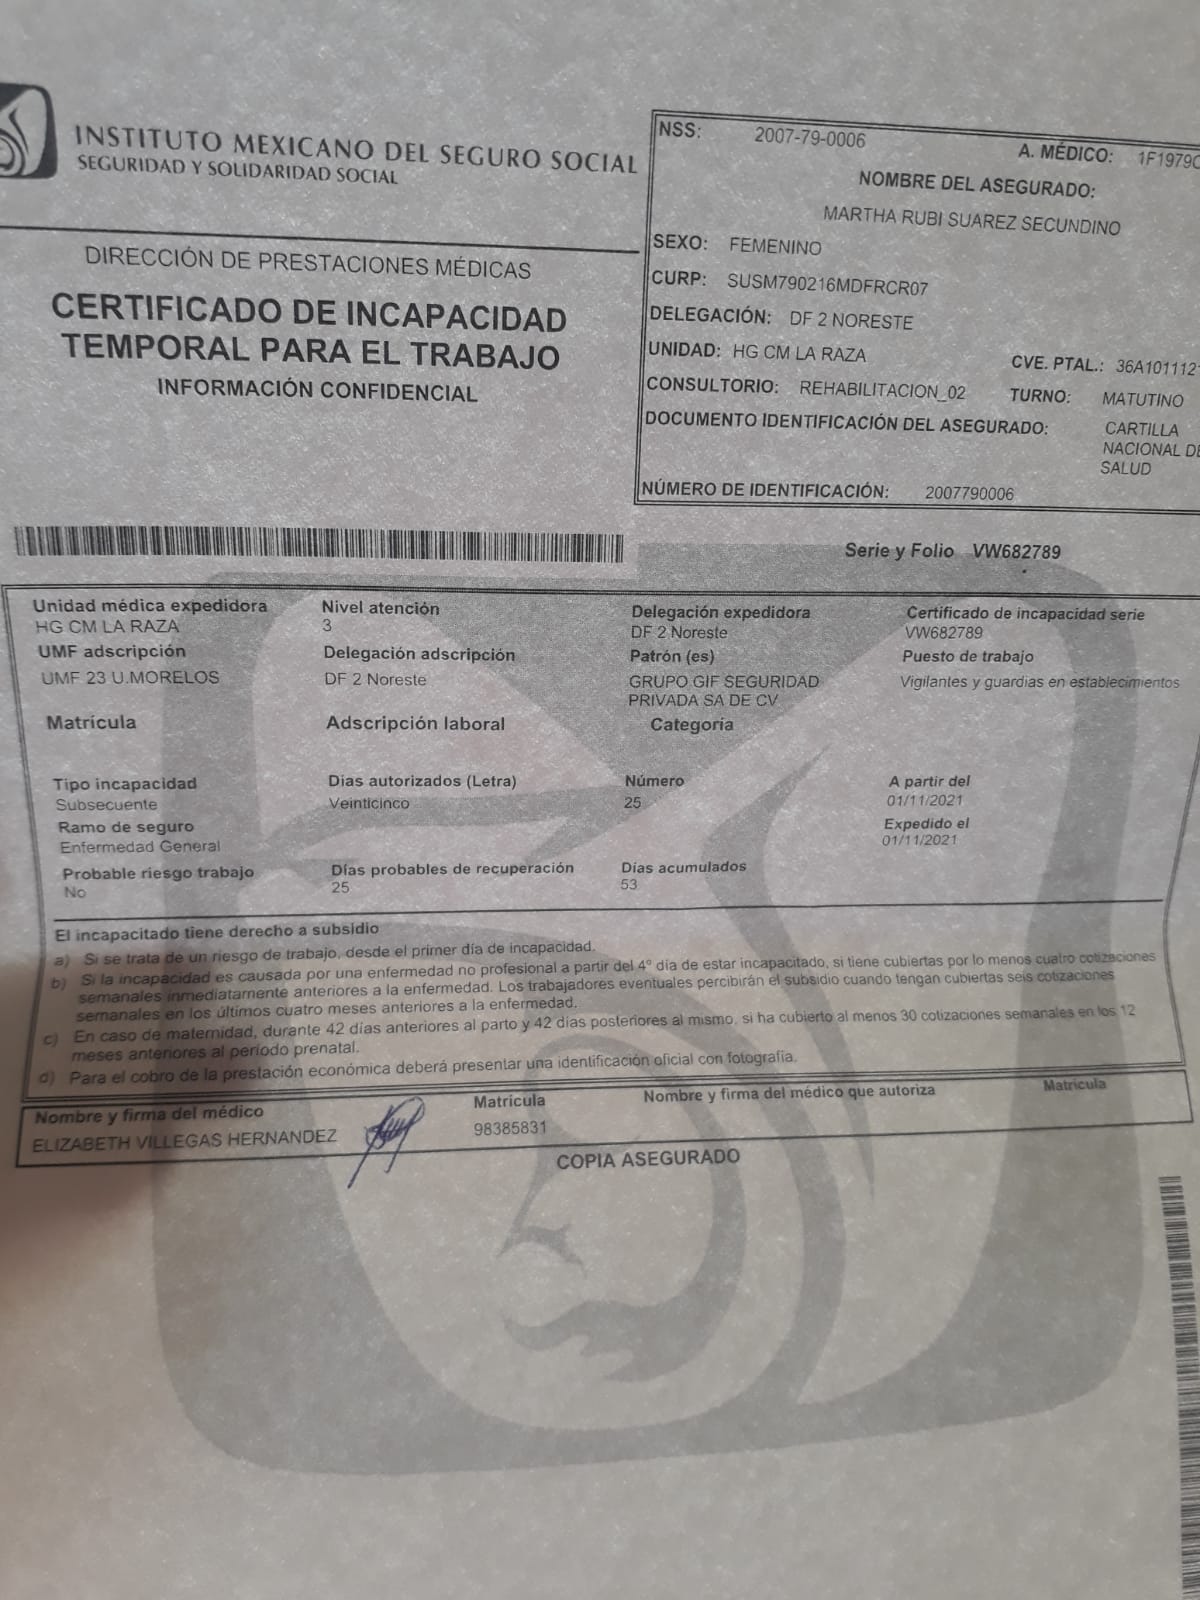 INSTITUTO MEXICANO DEL SEGURO SOCIAL
SEGURIDAD Y SOLIDARIDAD SOCIAL
DIRECCIÓN DE PRESTACIONES MÉDICAS
CERTIFICADO DE INCAPACIDAD
TEMPORAL PARA EL TRABAJO
INFORMACIÓN CONFIDENCIAL
NSS: 2007-79-0006 A. MÉDICO: 1F1979O
NOMBRE DEL ASEGURADO:
MARTHA RUBI SUAREZ SECUNDINO
SEXO: FEMENINO
CURP: SUSM790216MDFRCR07
DELEGACIÓN: DF 2 NORESTE
UNIDAD: HG CM LA RAZA CVE. PTAL.: 36A1011121
CONSULTORIO: REHABILITACION_02 TURNO: MATUTINO
DOCUMENTO IDENTIFICACIÓN DEL ASEGURADO: CARTILLA
NACIONAL DE
SALUD
NÚMERO DE IDENTIFICACIÓN: 2007790006
Serie y Folio VW682789
Unidad médica expedidora Nivel atención Delegación expedidora Certificado de incapacidad serie
HG CM LA RAZA 3 DF 2 Noreste VW682789
UMF adscripción Delegación adscripción Patrón (es) Puesto de trabajo
UMF 23 U.MORELOS DF 2 Noreste GRUPO GIF SEGURIDAD Vigilantes y guardias en establecimientos
PRIVADA SA DE CV
Matrícula Adscripción laboral Categoría
Tipo incapacidad Dias autorizados (Letra) Número A partir del
Subsecuente Veinticinco 25 01/11/2021
Ramo de seguro Expedido el
Enfermedad General 01/11/2021
Probable riesgo trabajo Días probables de recuperación Días acumulados
No 25 53
El incapacitado tiene derecho a subsidio
a) Si se trata de un riesgo de trabajo, desde el primer día de incapacidad.
b) Si la incapacidad es causada por una enfermedad no profesional a partir del 4º día de estar incapacitado, si tiene cubiertas por lo menos cuatro cotizaciones
semanales inmediatamente anteriores a la enfermedad. Los trabajadores eventuales percibirán el subsidio cuando tengan cubiertas seis cotizaciones
semanales en los últimos cuatro meses anteriores a la enfermedad.
c) En caso de maternidad, durante 42 días anteriores al parto y 42 días posteriores al mismo, si ha cubierto al menos 30 cotizaciones semanales en los 12
meses anteriores al período prenatal.
d) Para el cobro de la prestación económica deberá presentar una identificación oficial con fotografía.
Nombre y firma del médico Matrícula Nombre y firma del médico que autoriza Matrícula
ELIZABETH VILLEGAS HERNANDEZ 98385831
COPIA ASEGURADO